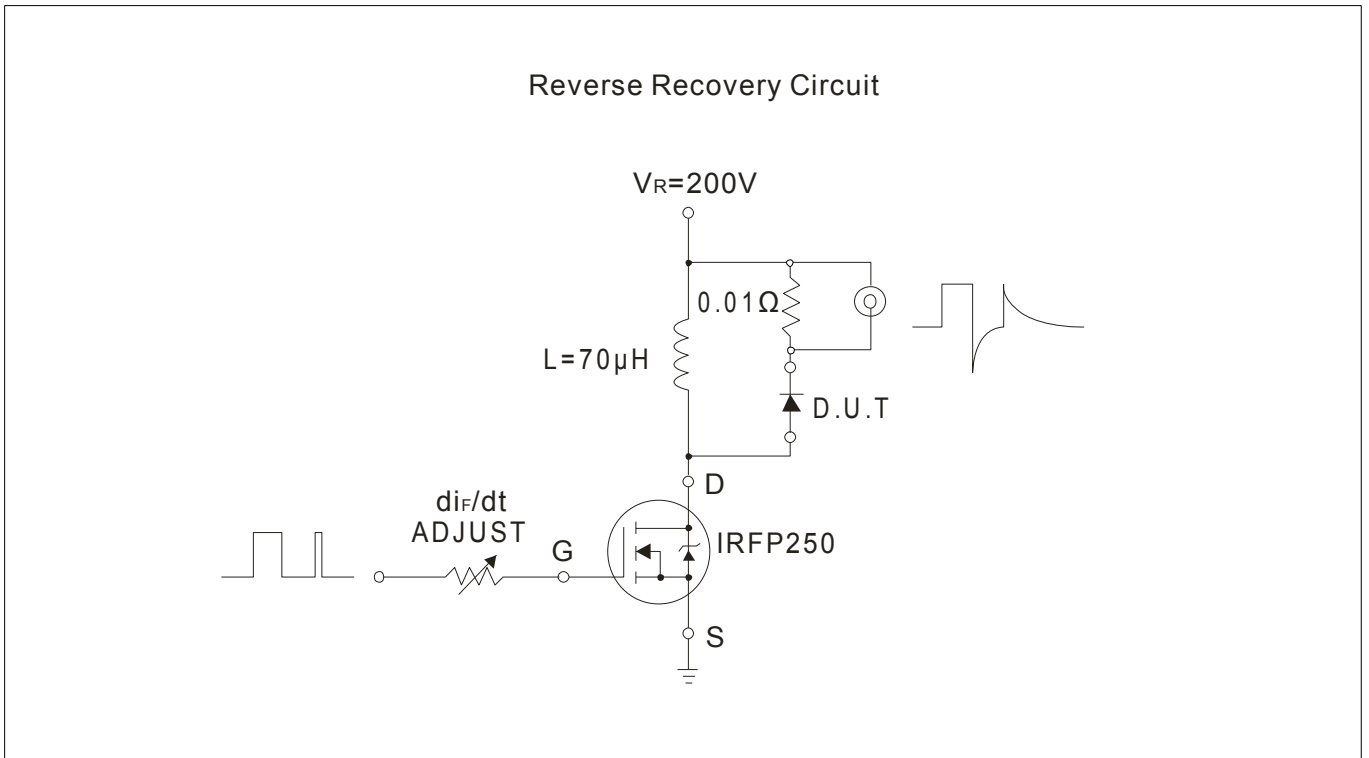 Reverse Recovery Circuit
VR=200V
0.01Ω
L=70µH
D.U.T
D
diF/dt
ADJUST
G
IRFP250
S